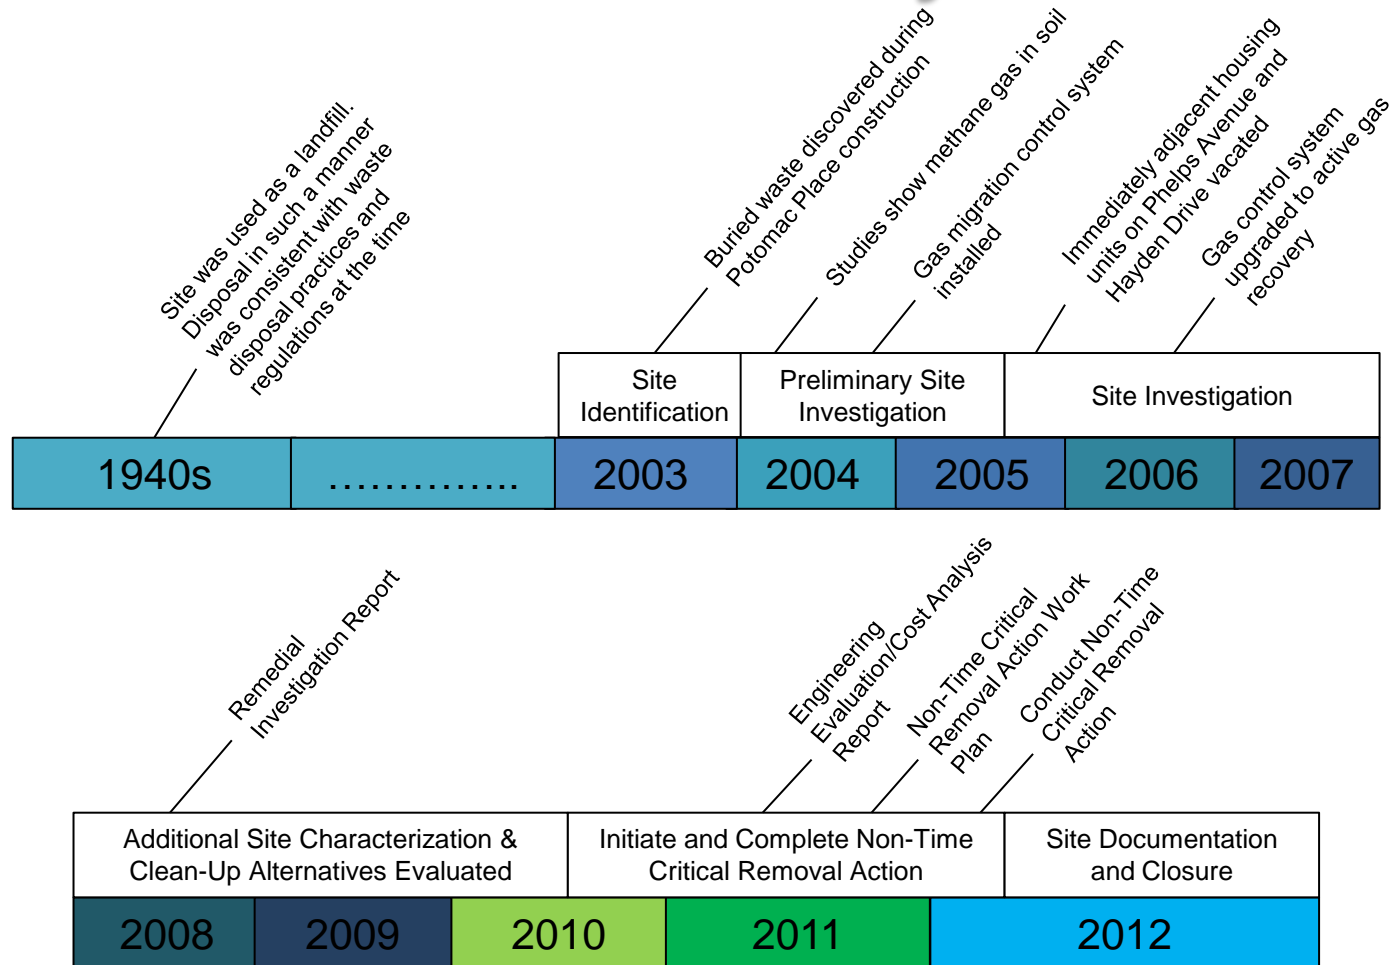 Site was used as a landfill.
Disposal in such a manner
was consistent with waste
disposal practices and
regulations at the time
Buried waste discovered during
Potomac Place construction
Studies show methane gas in soil
Gas migration control system
installed
Immediately adjacent housing
units on Phelps Avenue and
Hayden Drive vacated
Gas control system
upgraded to active gas
recovery
Site
Identification
Preliminary Site
Investigation
Site Investigation
1940s
…………..
2003
2004
2005
2006
2007
Remedial
Investigation Report
Engineering
Evaluation/Cost Analysis
Report
Non-Time Critical
Removal Action Work
Plan
Conduct Non-Time
Critical Removal
Action
Additional Site Characterization &
Clean-Up Alternatives Evaluated
Initiate and Complete Non-Time
Critical Removal Action
Site Documentation
and Closure
2008
2009
2010
2011
2012